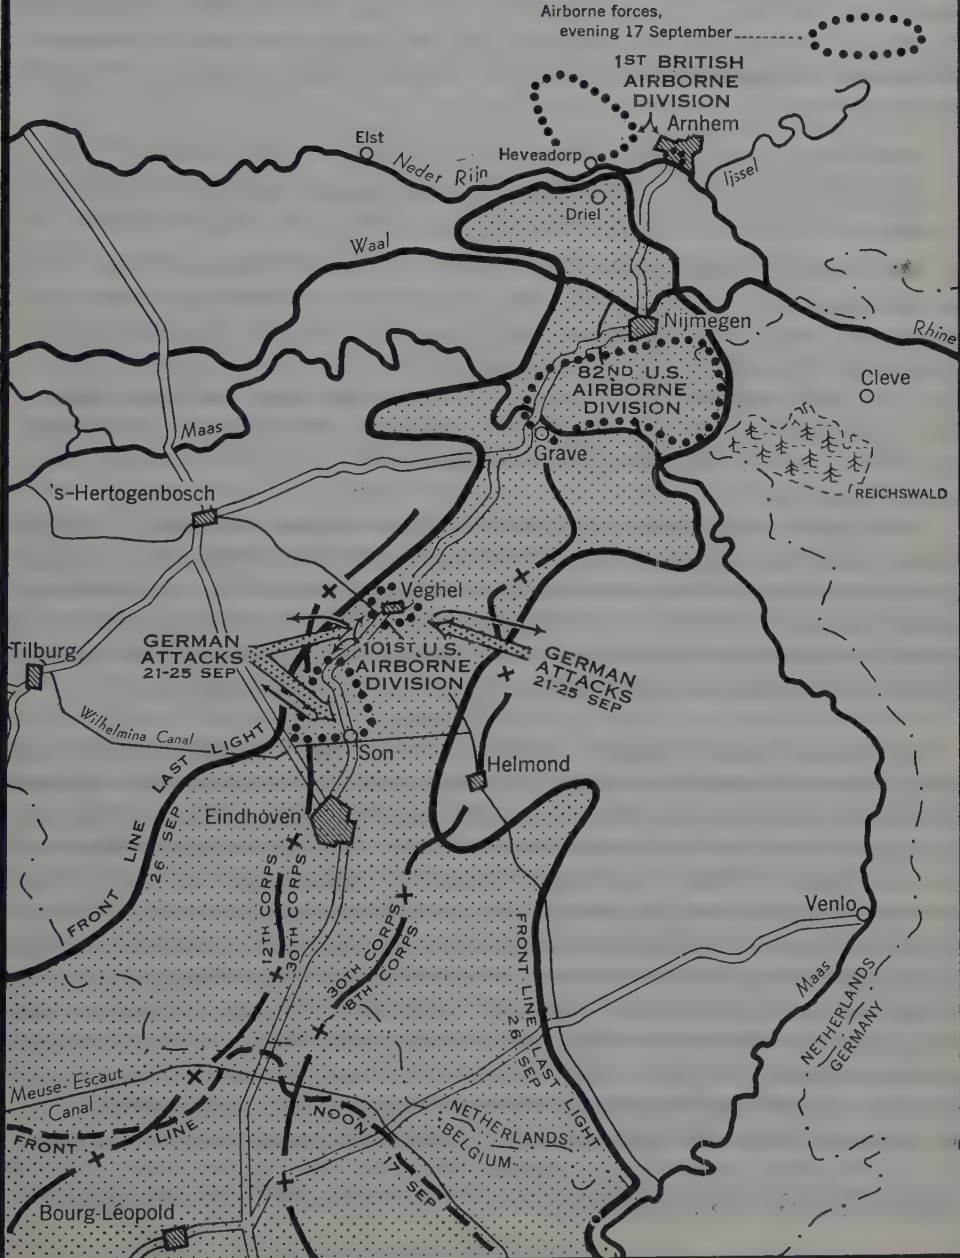 Airborne forces,
evening 17 September
1ST BRITISH
AIRBORNE
DIVISION
Arnhem
Elst
Heveadorp
Neder Rijn
Ijssel
Driel
Waal
Nijmegen
Rhine
82ND U.S.
AIRBORNE
DIVISION
Cleve
Maas
Grave
's-Hertogenbosch
REICHSWALD
Veghel
GERMAN
ATTACKS
21-25 SEP
101ST U.S.
AIRBORNE
DIVISION
GERMAN
ATTACKS
21-25 SEP
Tilburg
Wilhelmina Canal
Son
Helmond
FRONT LINE LAST LIGHT
26 SEP
Eindhoven
12TH CORPS
30TH CORPS
30TH CORPS
8TH CORPS
Venlo
FRONT LINE LAST LIGHT
26 SEP
Maas
NETHERLANDS
GERMANY
Meuse-Escaut
Canal
FRONT LINE NOON 17 SEP
NETHERLANDS
BELGIUM
Bourg-Léopold